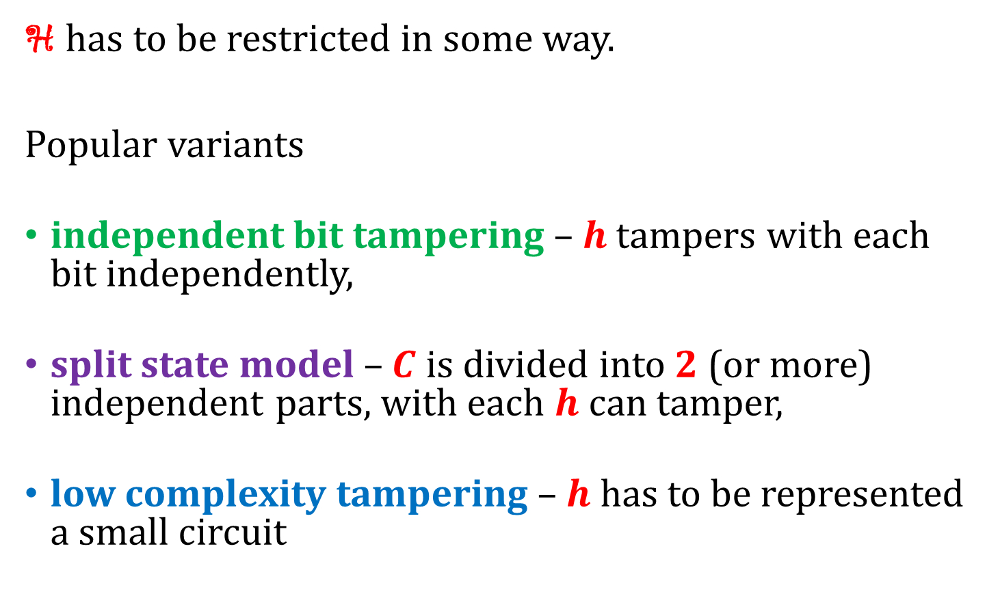 ℋ has to be restricted in some way.
Popular variants
• independent bit tampering – h tampers with each
bit independently,
• split state model – C is divided into 2 (or more)
independent parts, with each h can tamper,
• low complexity tampering – h has to be represented
a small circuit